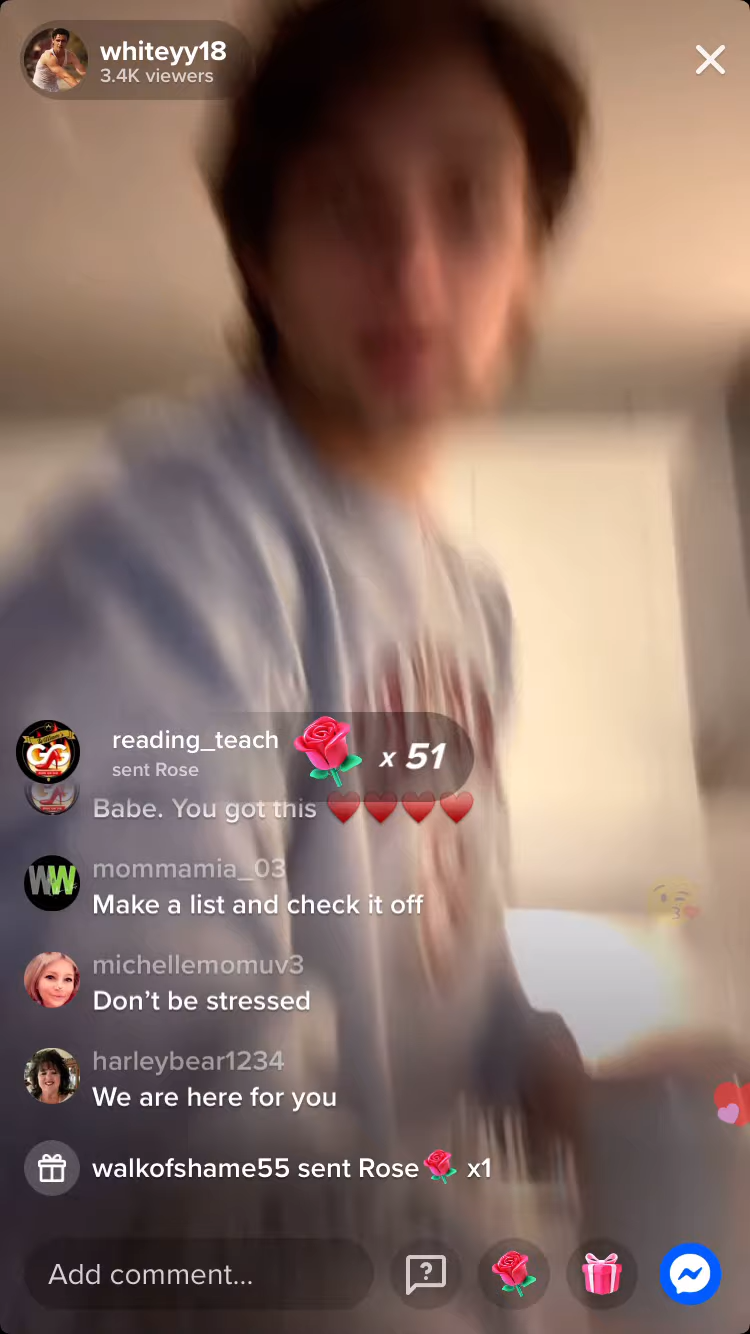 whiteyy18
3.4K viewers
reading_teach
sent Rose
x 51
Babe. You got this ❤️❤️❤️❤️
WW
mommamia_03
Make a list and check it off
michellemomuv3
Don’t be stressed
harleybear1234
We are here for you
walkofshame55 sent Rose 🌹 x1
Add comment...